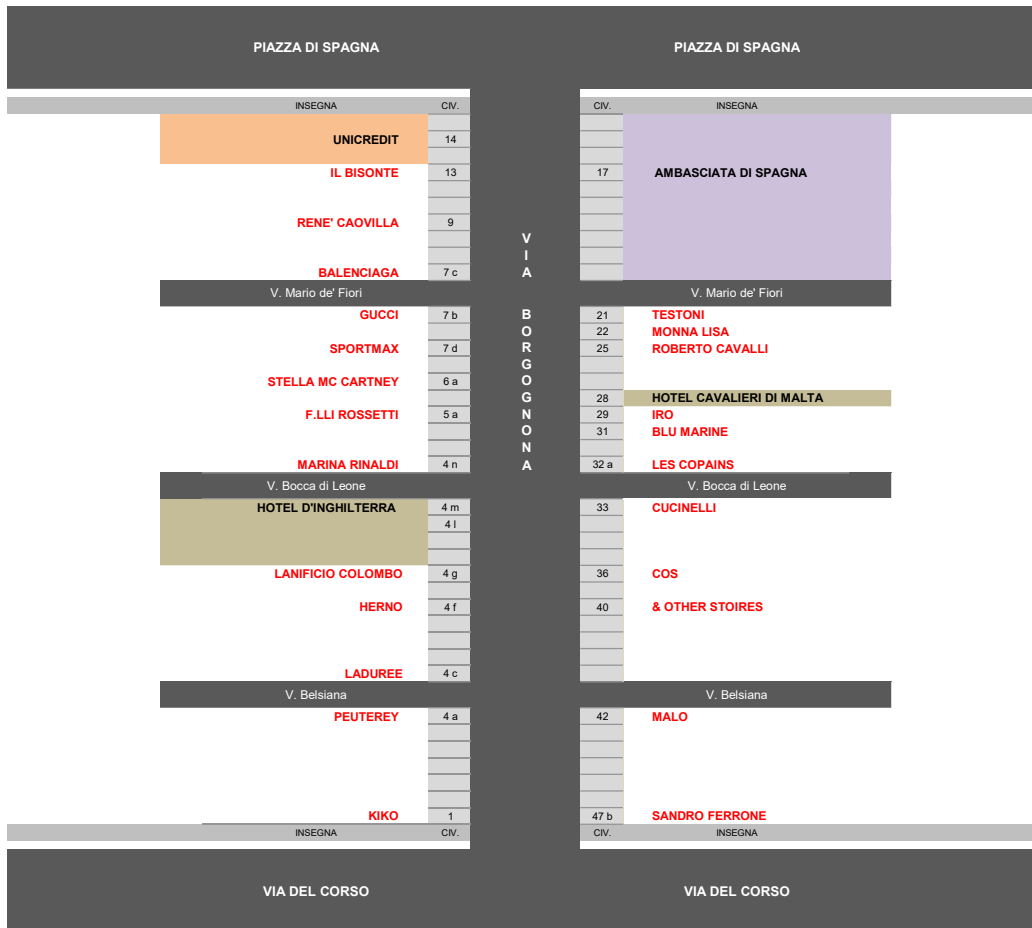 PIAZZA DI SPAGNA PIAZZA DI SPAGNA
INSEGNA CIV. CIV. INSEGNA
UNICREDIT 14
IL BISONTE 13 17 AMBASCIATA DI SPAGNA
RENE' CAOVILLA 9
V
I
BALENCIAGA 7 c A
V. Mario de' Fiori V. Mario de' Fiori
GUCCI 7 b B 21 TESTONI
O 22 MONNA LISA
SPORTMAX 7 d R 25 ROBERTO CAVALLI
G
STELLA MC CARTNEY 6 a O
G 28 HOTEL CAVALIERI DI MALTA
F.LLI ROSSETTI 5 a N 29 IRO
O 31 BLU MARINE
N
MARINA RINALDI 4 n A 32 a LES COPAINS
V. Bocca di Leone V. Bocca di Leone
HOTEL D'INGHILTERRA 4 m 33 CUCINELLI
4 l
LANIFICIO COLOMBO 4 g 36 COS
HERNO 4 f 40 & OTHER STOIRES
LADUREE 4 c
V. Belsiana V. Belsiana
PEUTEREY 4 a 42 MALO
KIKO 1 47 b SANDRO FERRONE
INSEGNA CIV. CIV. INSEGNA
VIA DEL CORSO VIA DEL CORSO